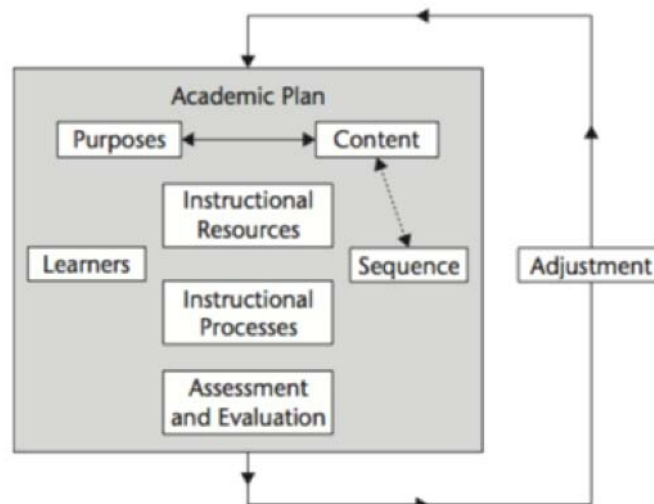 Academic Plan
Purposes
Content
Instructional
Resources
Learners
Sequence
Adjustment
Instructional
Processes
Assessment
and Evaluation